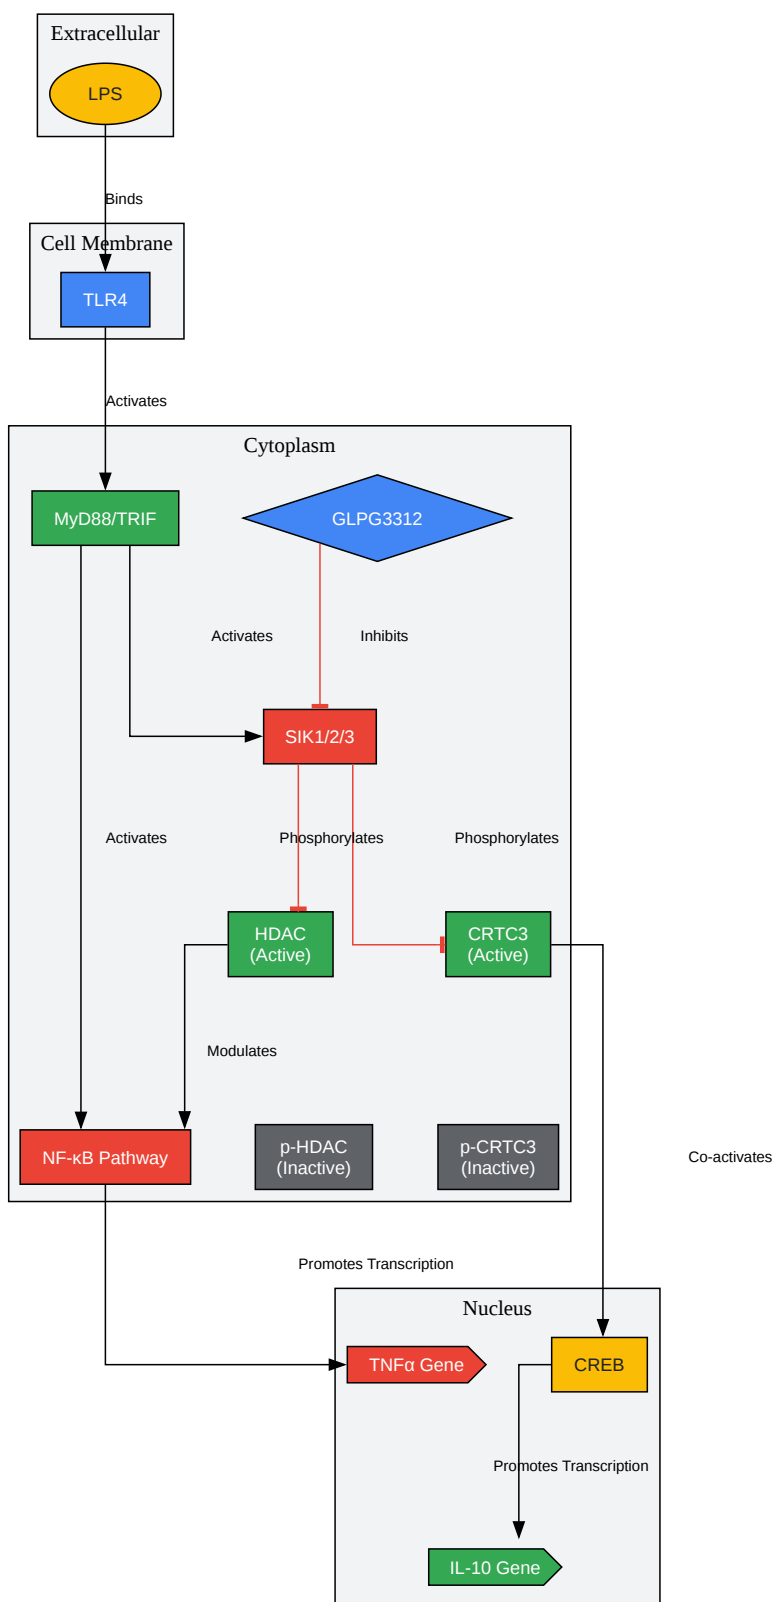 Extracellular
LPS
Binds
Cell Membrane
TLR4
Activates
Cytoplasm
MyD88/TRIF
GLPG3312
Activates
Inhibits
SIK1/2/3
Activates
Phosphorylates
Phosphorylates
HDAC
(Active)
CRTC3
(Active)
Modulates
NF-κB Pathway
p-HDAC
(Inactive)
p-CRTC3
(Inactive)
Co-activates
Promotes Transcription
Nucleus
TNFα Gene
CREB
Promotes Transcription
IL-10 Gene